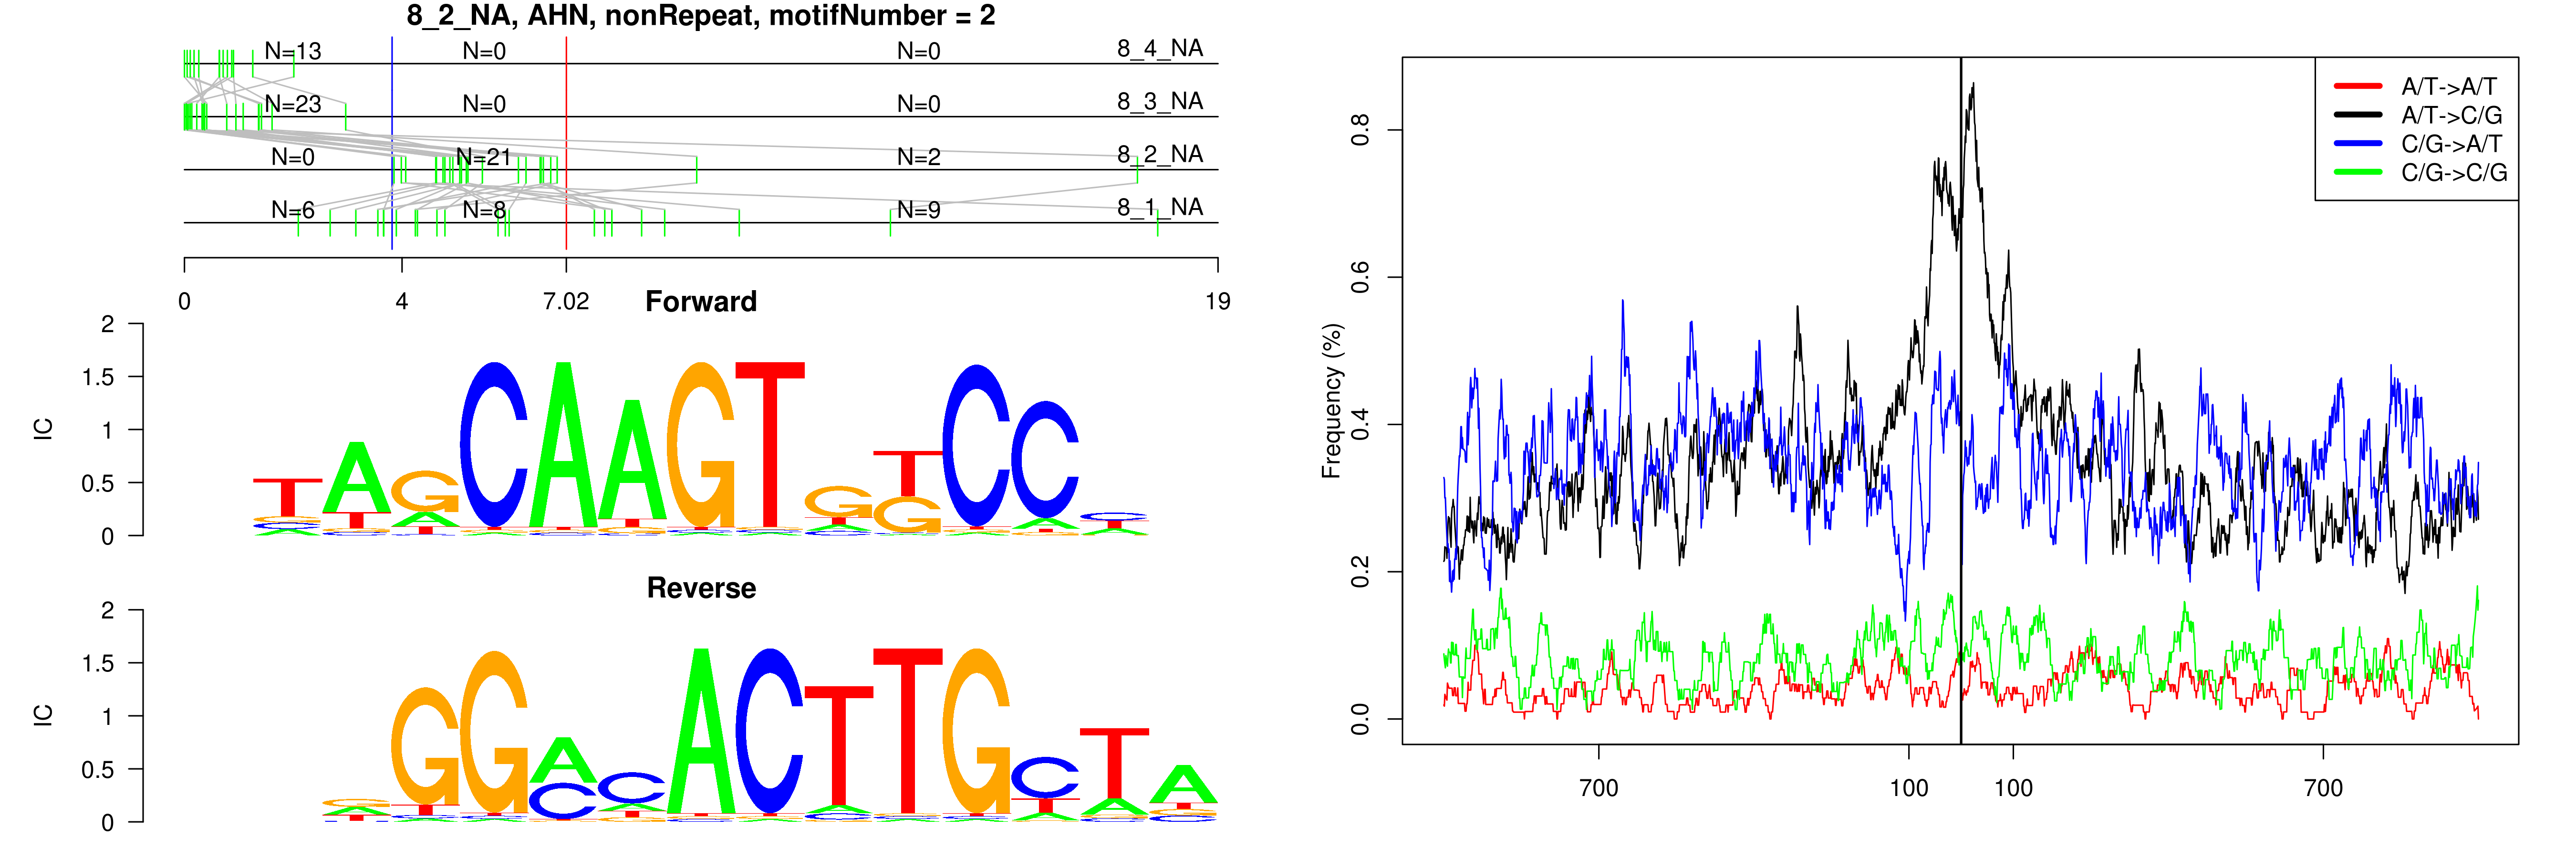 8_2_NA, AHN, nonRepeat, motifNumber = 2
N=13 N=0 N=0 8_4_NA
N=23 N=0 N=0 8_3_NA
N=0 N=21 N=2 8_2_NA
N=6 N=8 N=9 8_1_NA
0 4 7.02 19
Forward
IC
2
1.5
1
0.5
0
T A G C A A G T G T C C
G
Reverse
IC
2
1.5
1
0.5
0
G G A C A C T T G C T A
C
Frequency (%)
0.8
0.6
0.4
0.2
0.0
700 100 100 700
A/T->A/T
A/T->C/G
C/G->A/T
C/G->C/G